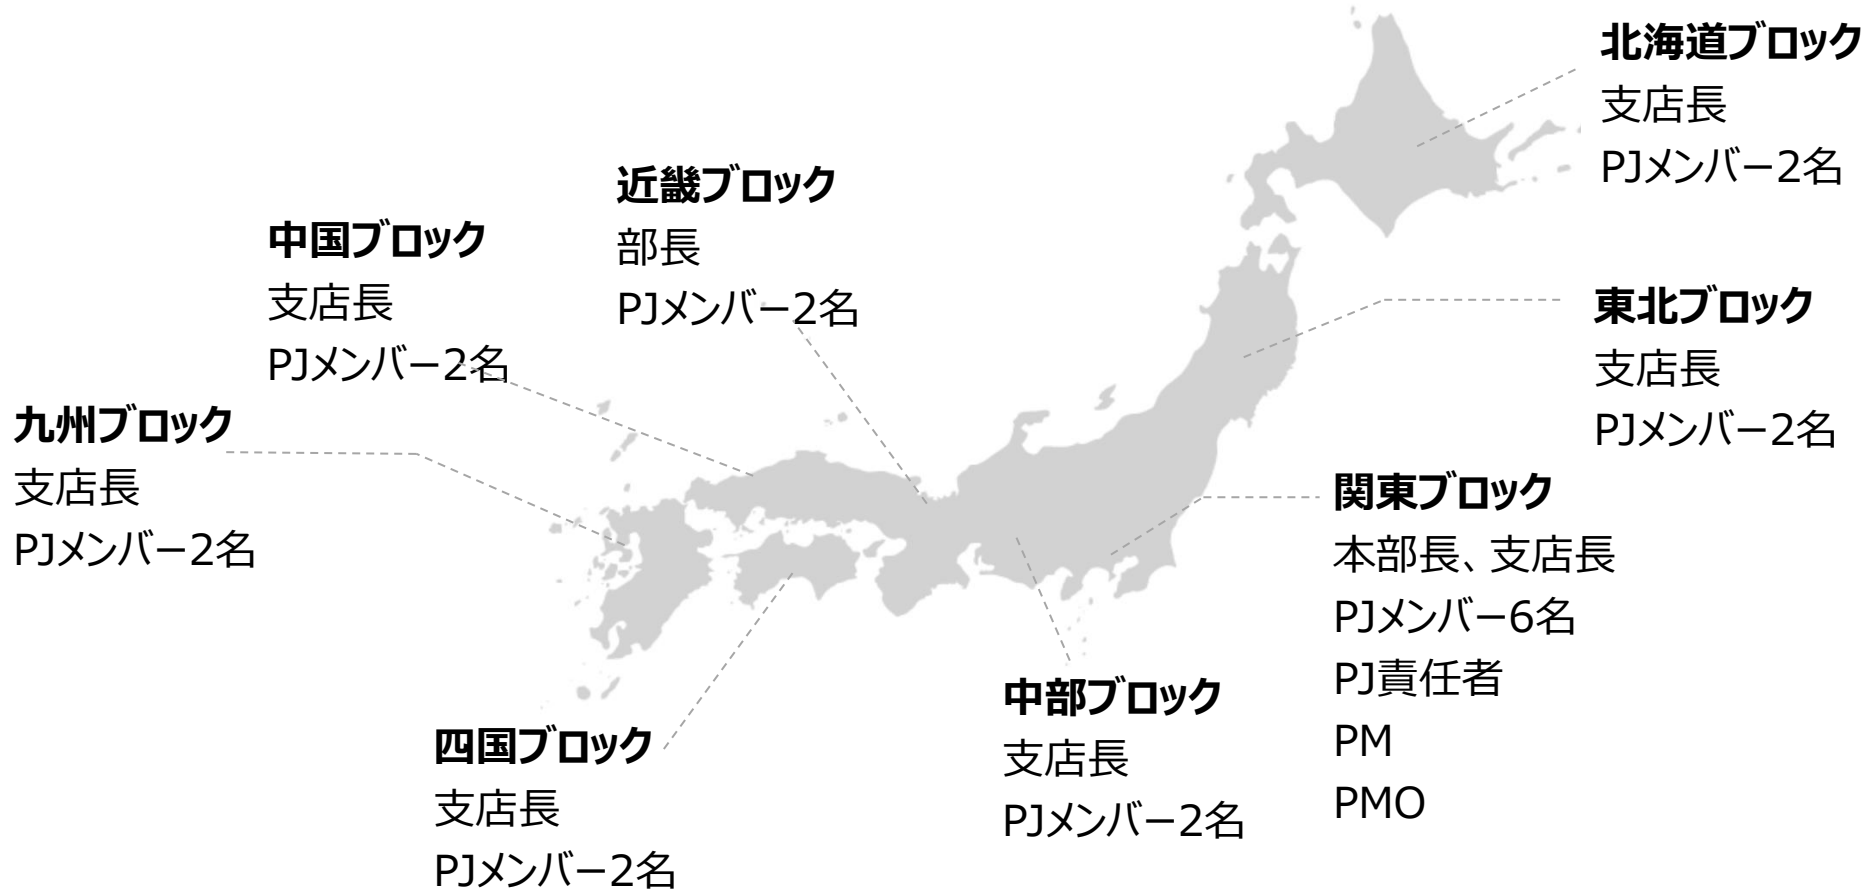 北海道ブロック
支店長
PJメンバー2名
近畿ブロック
部長
PJメンバー2名
中国ブロック
支店長
PJメンバー2名
東北ブロック
支店長
PJメンバー2名
九州ブロック
支店長
PJメンバー2名
関東ブロック
本部長、支店長
PJメンバー6名
PJ責任者
PM
PMO
中部ブロック
支店長
PJメンバー2名
四国ブロック
支店長
PJメンバー2名